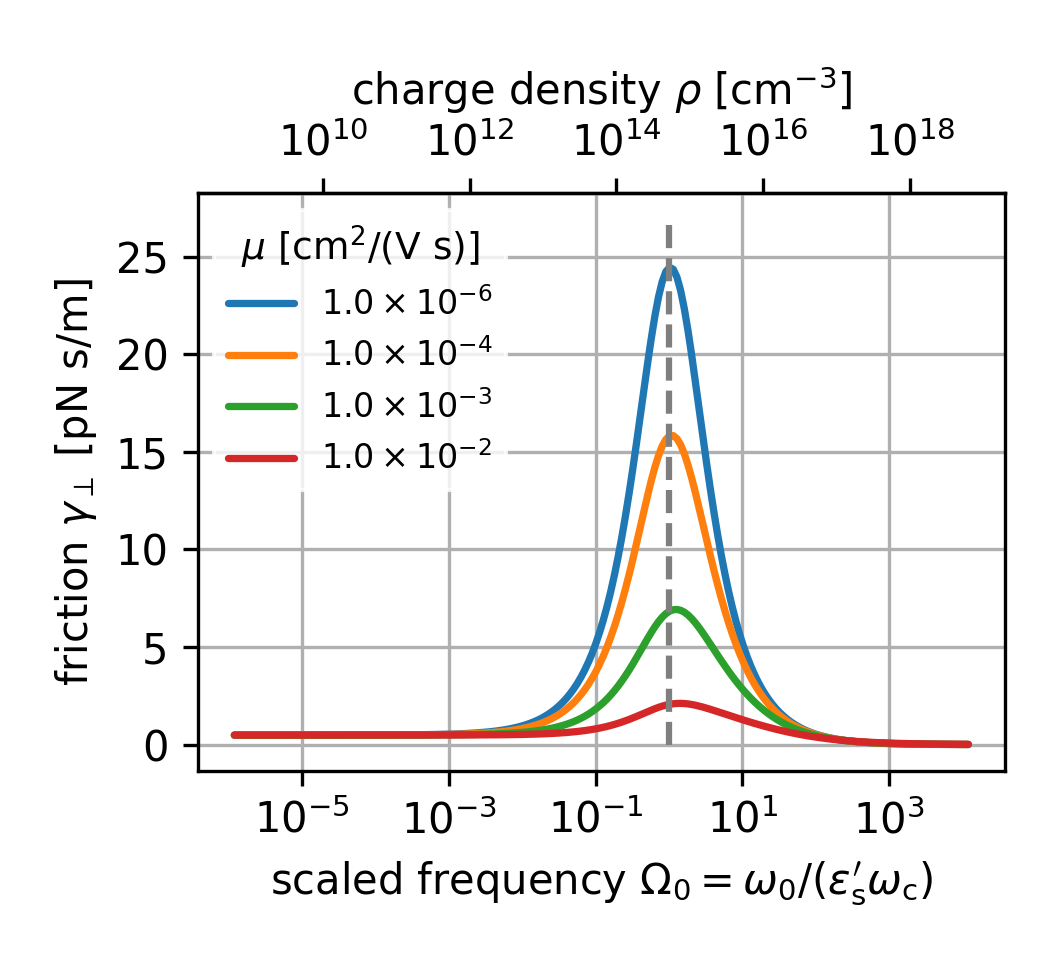 charge density ρ [cm⁻³]
10¹⁰ 10¹² 10¹⁴ 10¹⁶ 10¹⁸
μ [cm²/(V s)]
1.0 × 10⁻⁶
1.0 × 10⁻⁴
1.0 × 10⁻³
1.0 × 10⁻²
friction γ⊥ [pN s/m]
25
20
15
10
5
0
10⁻⁵ 10⁻³ 10⁻¹ 10¹ 10³
scaled frequency Ω₀ = ω₀/(ε′ₛω_c)